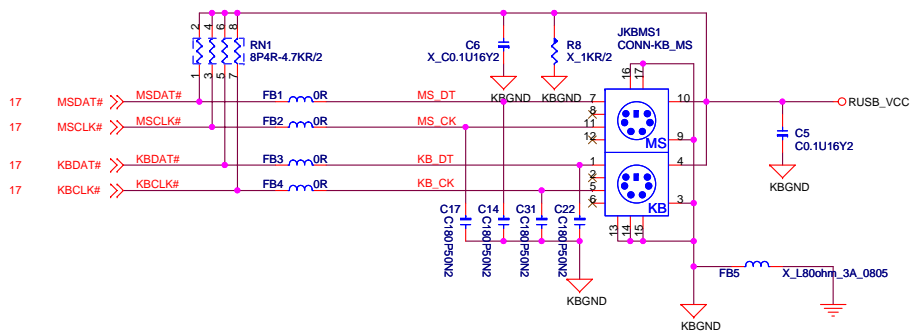 2 4 6 8
RN1
8P4R-4.7KR/2
1 3 5 7
C6
X_C0.1U16Y2
KBGND
R8
X_1KR/2
KBGND
JKBMS1
CONN-KB_MS
16 17
17 MSDAT# MSDAT# FB1 0R MS_DT 7 10 RUSB_VCC
8
17 MSCLK# MSCLK# FB2 0R MS_CK 11
12 MS 9
C5
C0.1U16Y2
KBGND
17 KBDAT# KBDAT# FB3 0R KB_DT 1 4
2
17 KBCLK# KBCLK# FB4 0R KB_CK 5
6 KB 3
13 14 15
C17
C180P50N2
C14
C180P50N2
C31
C180P50N2
C22
C180P50N2
KBGND
FB5 X_L80ohm_3A_0805
KBGND